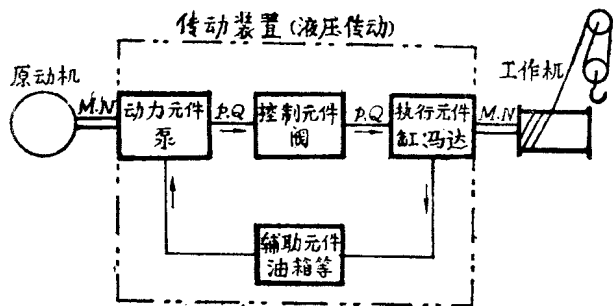 传动装置(液压传动)
原动机
M.N
动力元件
泵
P.Q
控制元件
阀
P.Q
执行元件
缸冯达
M.N
工作机
辅助元件
油箱等